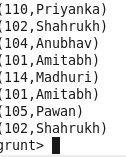 (110,Priyanka)
(102,Shahrukh)
(104,Anubhav)
(101,Amitabh)
(114,Madhuri)
(101,Amitabh)
(105,Pawan)
(102,Shahrukh)
grunt>